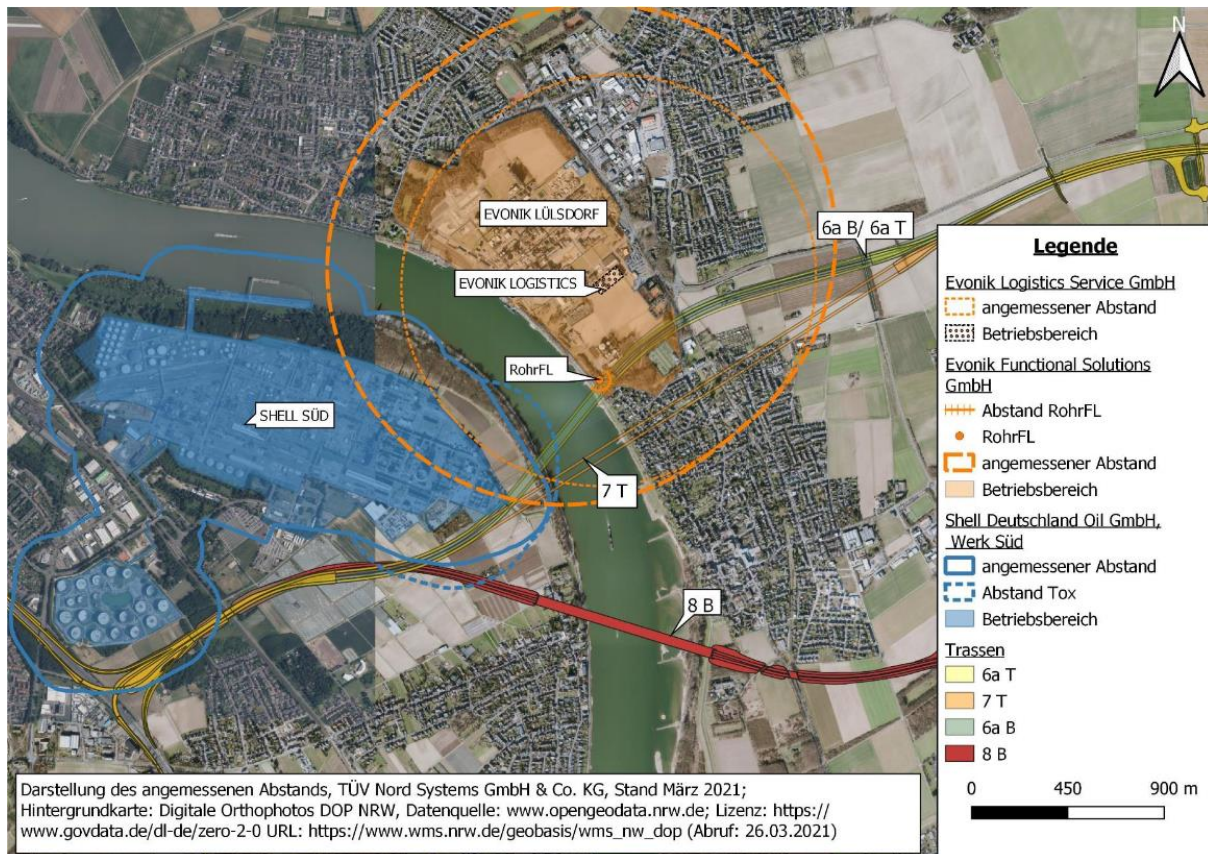 N
EVONIK LÜLSDORF
6a B/ 6a T
EVONIK LOGISTICS
RohrFL
SHELL SÜD
7 T
8 B
Legende
Evonik Logistics Service GmbH
angemessener Abstand
Betriebsbereich
Evonik Functional Solutions
GmbH
Abstand RohrFL
RohrFL
angemessener Abstand
Betriebsbereich
Shell Deutschland Oil GmbH,
Werk Süd
angemessener Abstand
Abstand Tox
Betriebsbereich
Trassen
6a T
7 T
6a B
8 B
0 450 900 m
Darstellung des angemessenen Abstands, TÜV Nord Systems GmbH & Co. KG, Stand März 2021;
Hintergrundkarte: Digitale Orthophotos DOP NRW, Datenquelle: www.opengeodata.nrw.de; Lizenz: https://
www.govdata.de/dl-de/zero-2-0 URL: https://www.wms.nrw.de/geobasis/wms_nw_dop (Abruf: 26.03.2021)